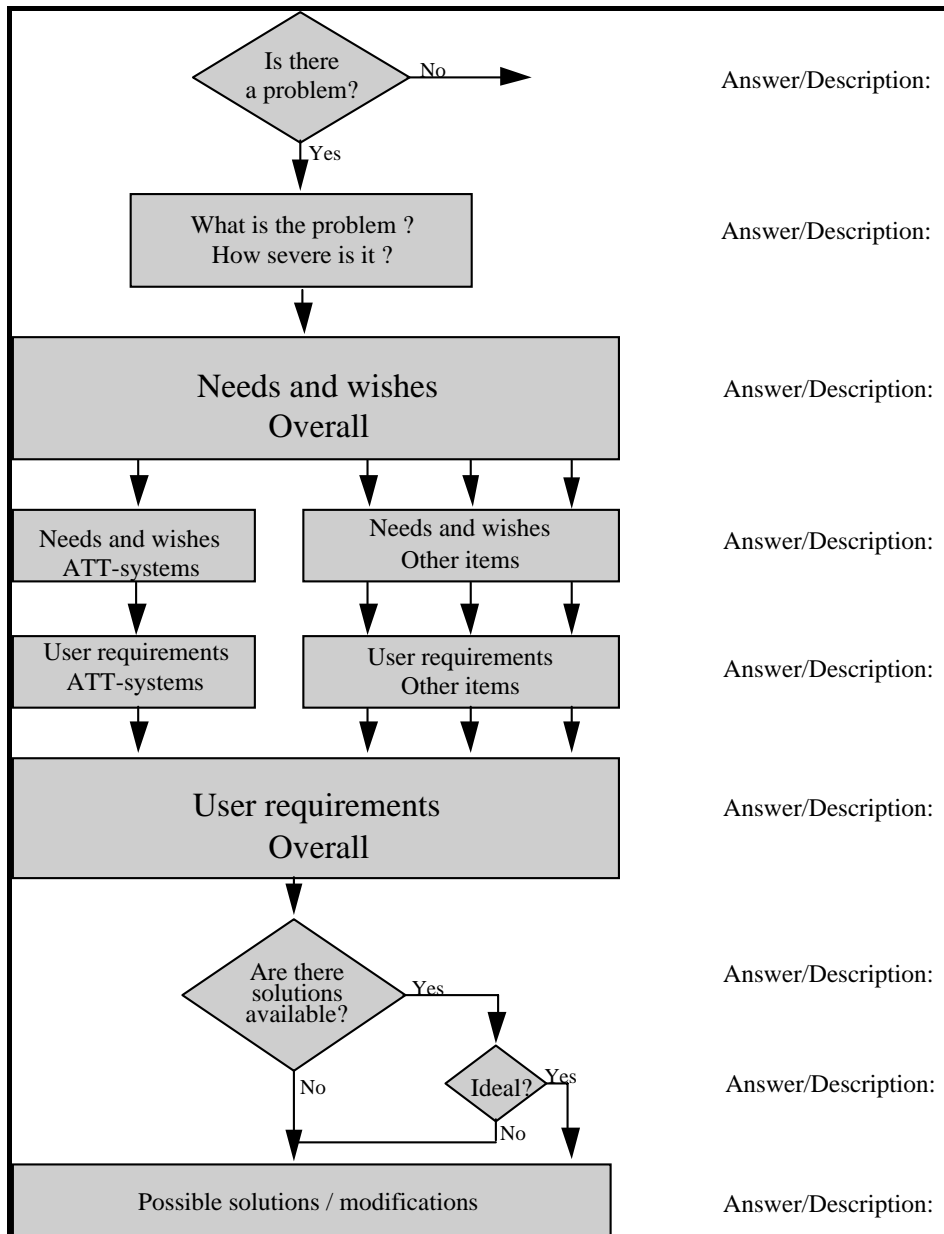 Is there
a problem?
No
Answer/Description:
Yes
What is the problem ?
How severe is it ?
Answer/Description:
Needs and wishes
Overall
Answer/Description:
Needs and wishes
ATT-systems
Needs and wishes
Other items
Answer/Description:
User requirements
ATT-systems
User requirements
Other items
Answer/Description:
User requirements
Overall
Answer/Description:
Are there
solutions
available?
Yes
Answer/Description:
No
Ideal?
Yes
No
Answer/Description:
Possible solutions / modifications
Answer/Description: